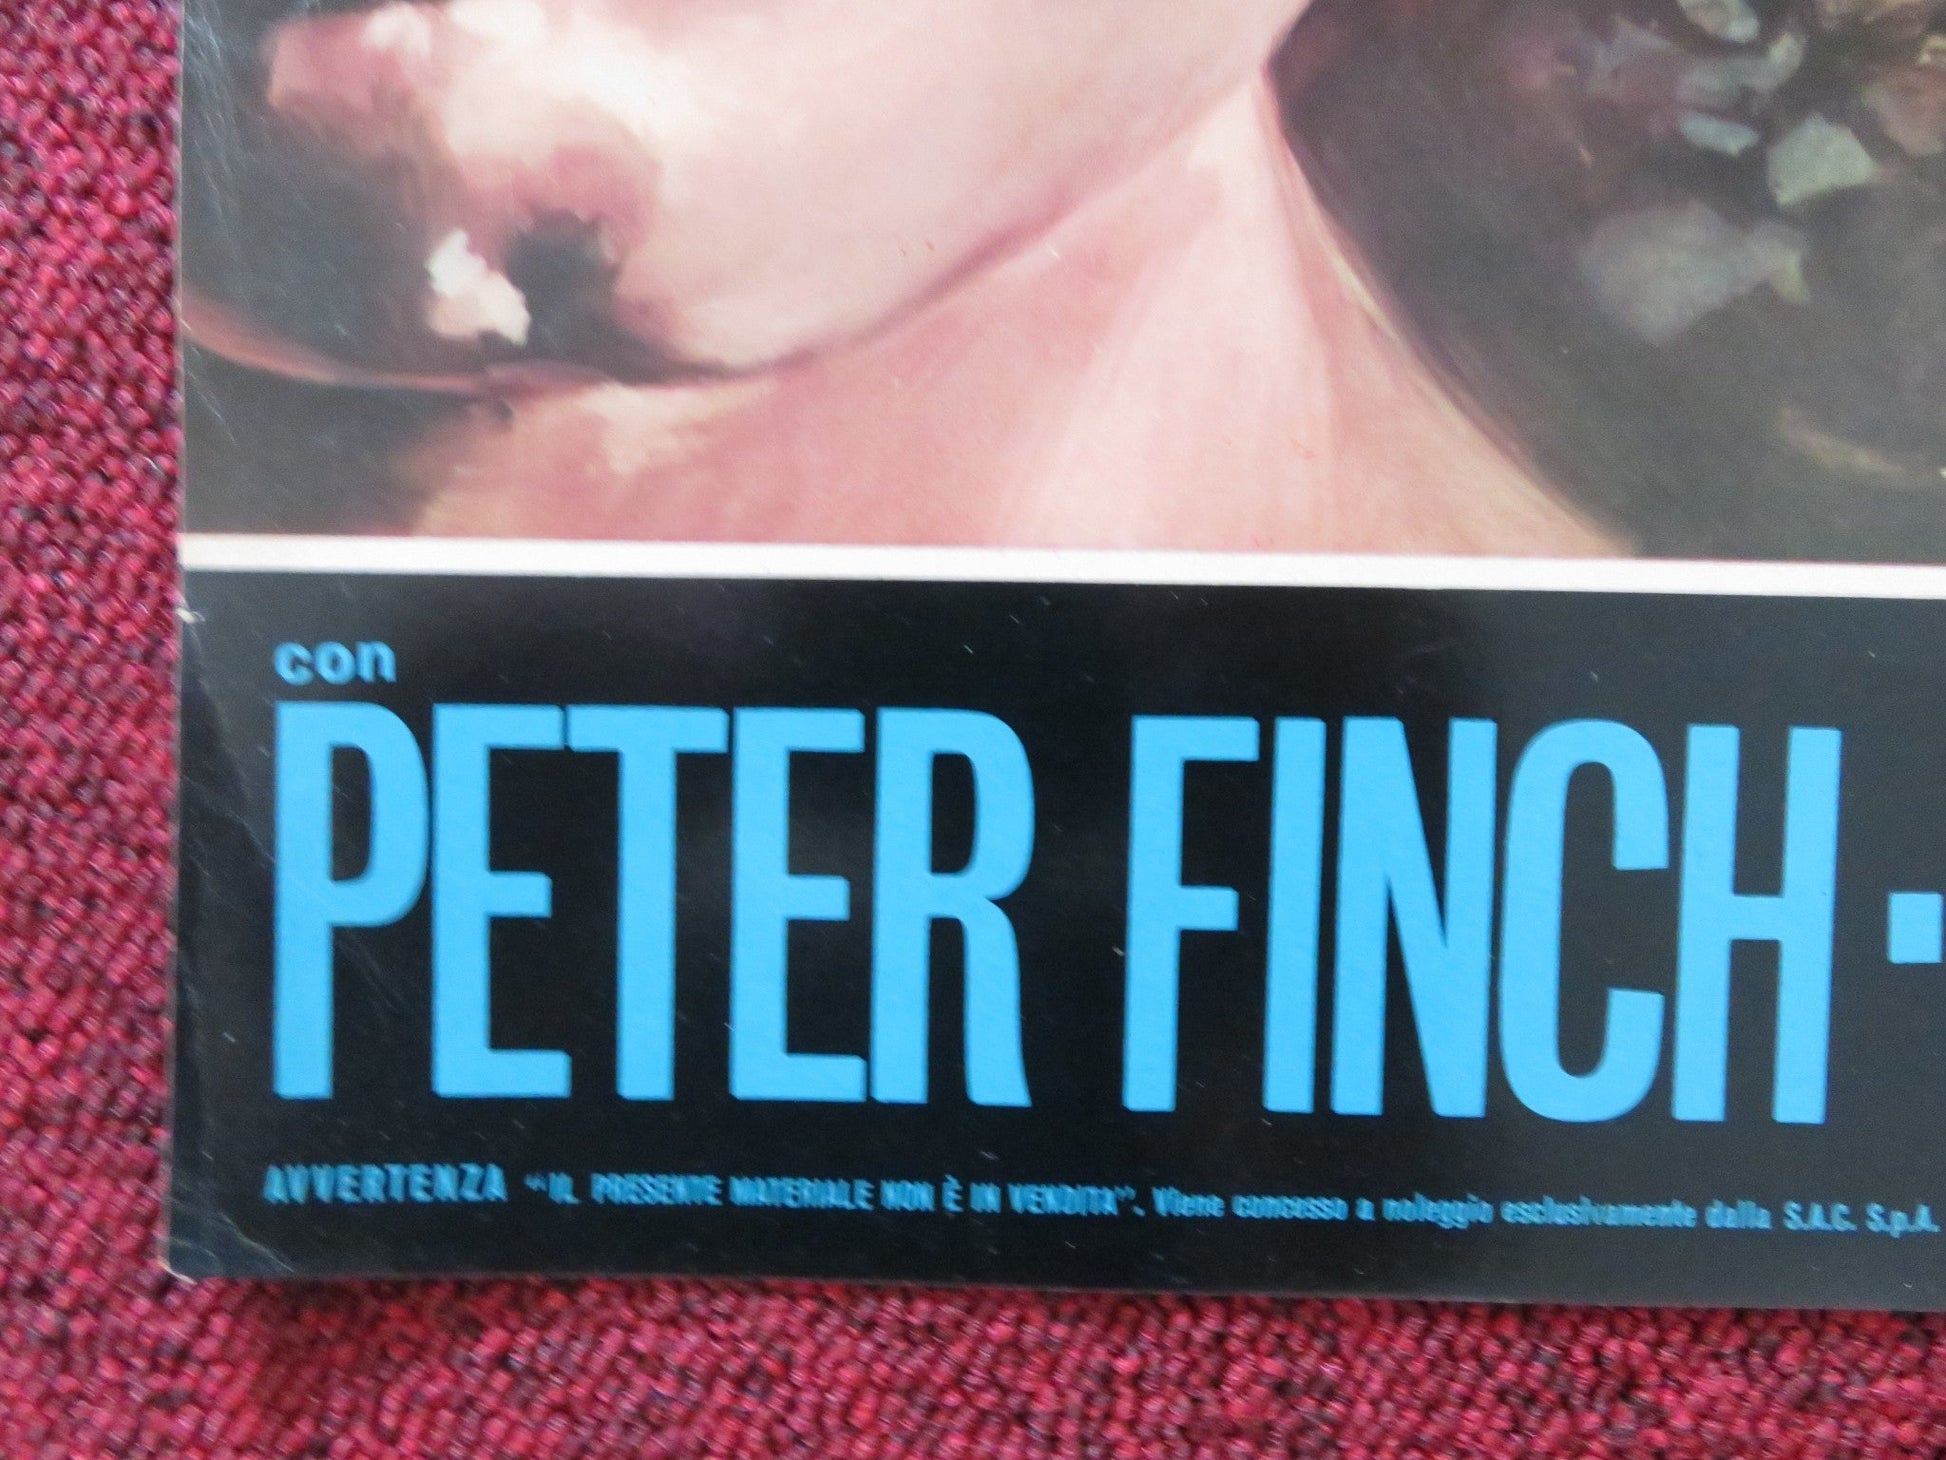 con
PETER FINCH ·
AVVERTENZA "IL PRESENTE MATERIALE NON È IN VENDITA". Viene concesso a noleggio esclusivamente dalla S.A.C. S.p.A.